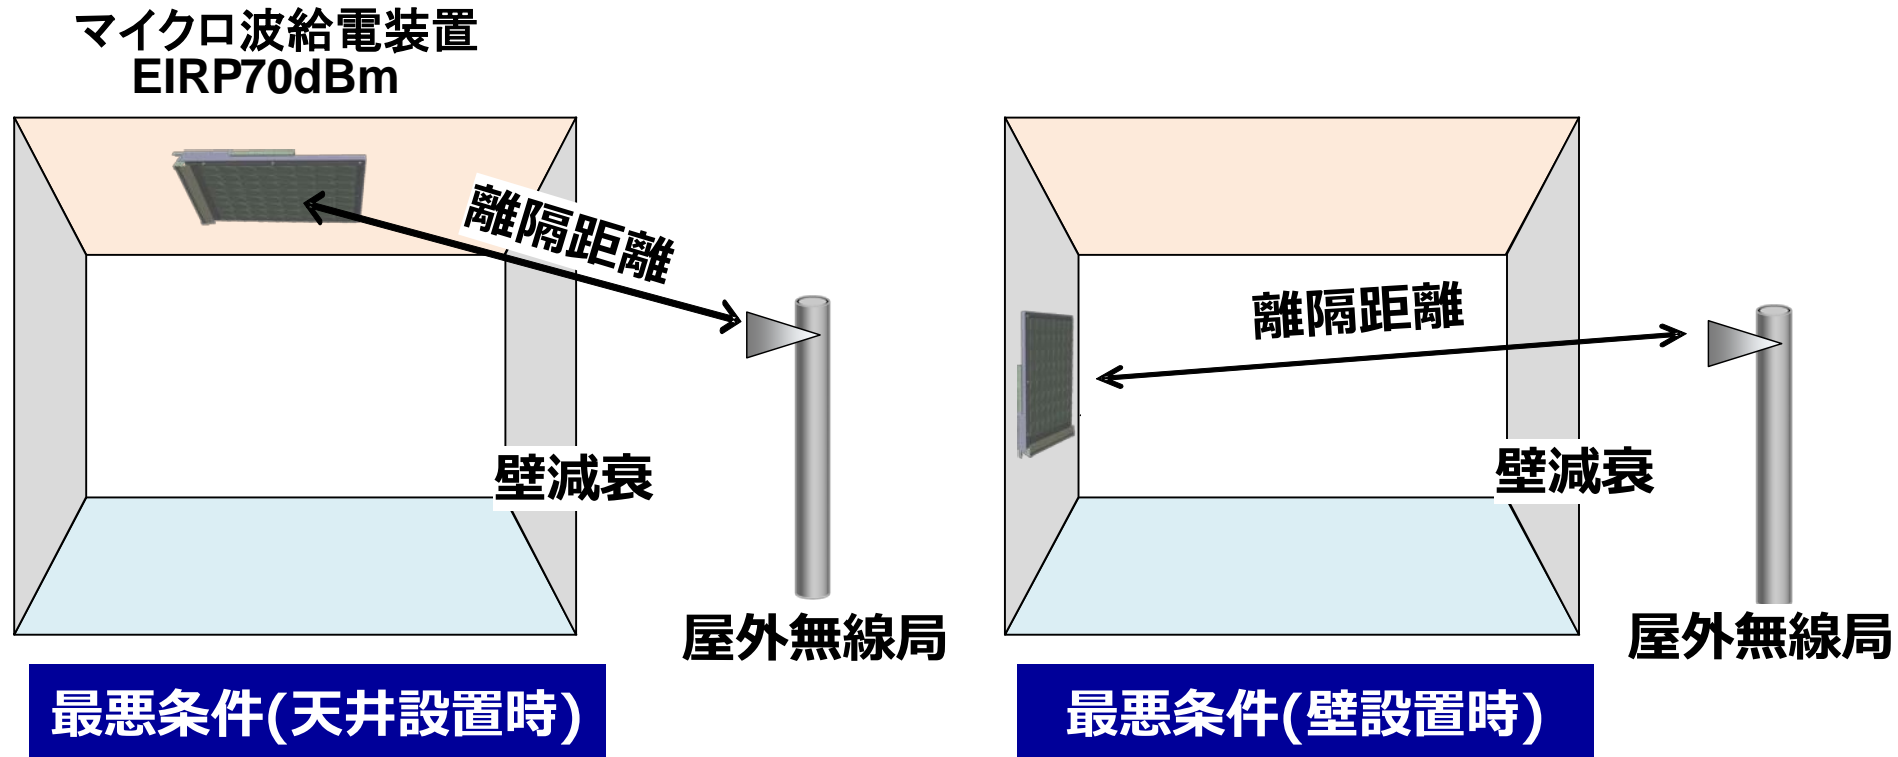 マイクロ波給電装置
EIRP70dBm
離隔距離
壁減衰
屋外無線局
最悪条件(天井設置時)
離隔距離
壁減衰
屋外無線局
最悪条件(壁設置時)